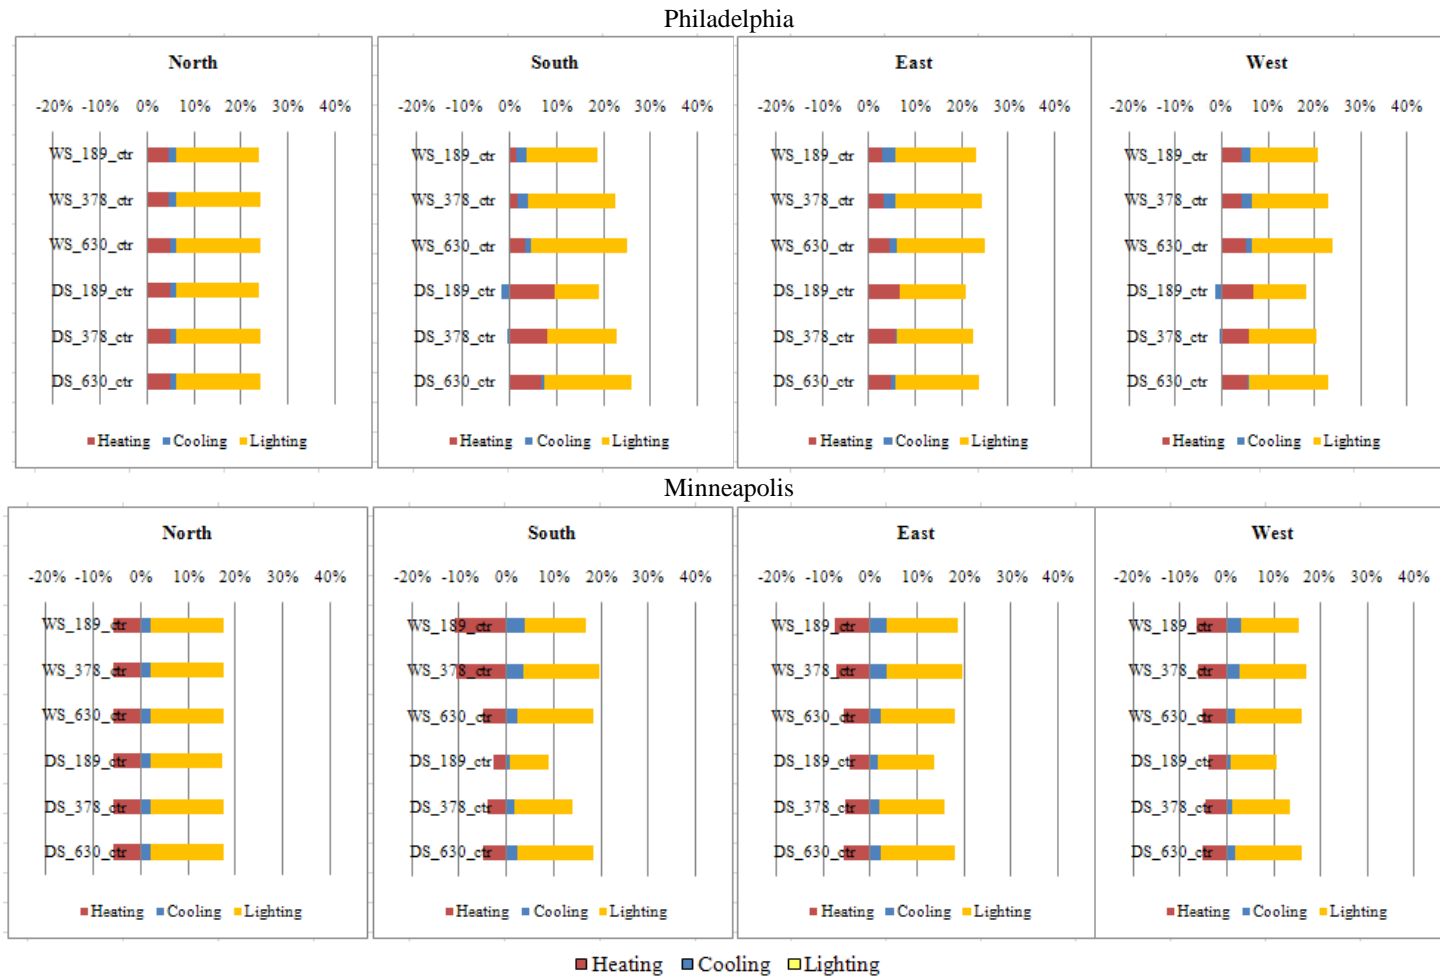 Philadelphia
North
-20% -10% 0% 10% 20% 30% 40%
WS_189_ctr
WS_378_ctr
WS_630_ctr
DS_189_ctr
DS_378_ctr
DS_630_ctr
Heating Cooling Lighting
South
-20% -10% 0% 10% 20% 30% 40%
WS_189_ctr
WS_378_ctr
WS_630_ctr
DS_189_ctr
DS_378_ctr
DS_630_ctr
Heating Cooling Lighting
East
-20% -10% 0% 10% 20% 30% 40%
WS_189_ctr
WS_378_ctr
WS_630_ctr
DS_189_ctr
DS_378_ctr
DS_630_ctr
Heating Cooling Lighting
West
-20% -10% 0% 10% 20% 30% 40%
WS_189_ctr
WS_378_ctr
WS_630_ctr
DS_189_ctr
DS_378_ctr
DS_630_ctr
Heating Cooling Lighting
Minneapolis
North
-20% -10% 0% 10% 20% 30% 40%
WS_189_ctr
WS_378_ctr
WS_630_ctr
DS_189_ctr
DS_378_ctr
DS_630_ctr
Heating Cooling Lighting
South
-20% -10% 0% 10% 20% 30% 40%
WS_189_ctr
WS_378_ctr
WS_630_ctr
DS_189_ctr
DS_378_ctr
DS_630_ctr
Heating Cooling Lighting
East
-20% -10% 0% 10% 20% 30% 40%
WS_189_ctr
WS_378_ctr
WS_630_ctr
DS_189_ctr
DS_378_ctr
DS_630_ctr
Heating Cooling Lighting
West
-20% -10% 0% 10% 20% 30% 40%
WS_189_ctr
WS_378_ctr
WS_630_ctr
DS_189_ctr
DS_378_ctr
DS_630_ctr
Heating Cooling Lighting
Heating Cooling Lighting